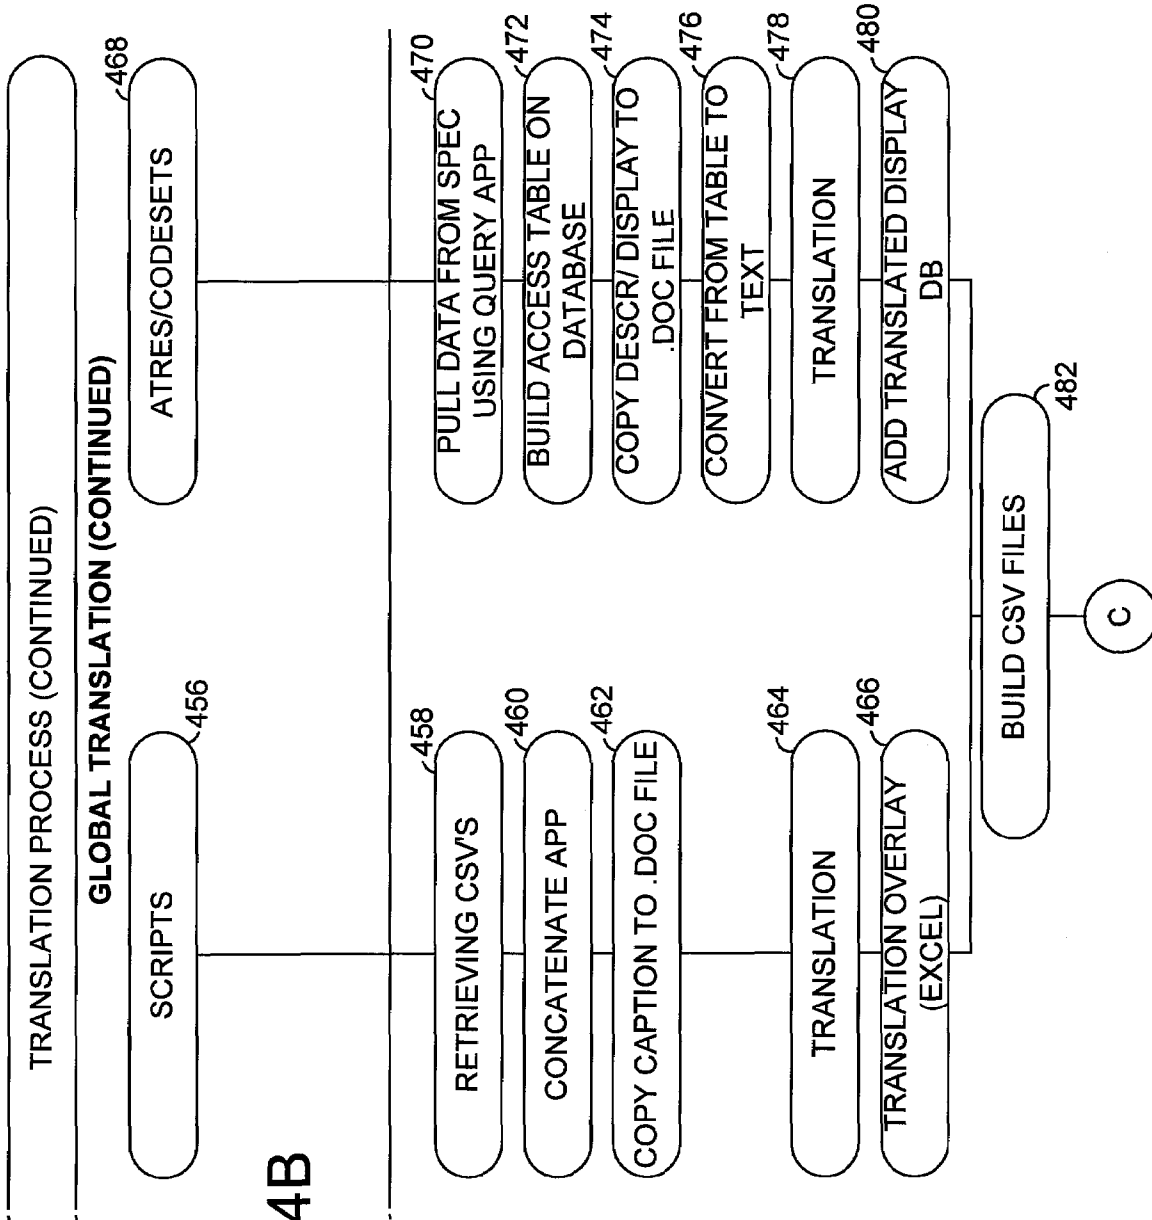 TRANSLATION PROCESS (CONTINUED)
GLOBAL TRANSLATION (CONTINUED)
SCRIPTS
456
ATRES/CODESETS
468
4B
RETRIEVING CSV'S
458
CONCATENATE APP
460
COPY CAPTION TO .DOC FILE
462
TRANSLATION
464
TRANSLATION OVERLAY
(EXCEL)
466
PULL DATA FROM SPEC
USING QUERY APP
470
BUILD ACCESS TABLE ON
DATABASE
472
COPY DESCR/ DISPLAY TO
.DOC FILE
474
CONVERT FROM TABLE TO
TEXT
476
TRANSLATION
478
ADD TRANSLATED DISPLAY
DB
480
BUILD CSV FILES
482
C